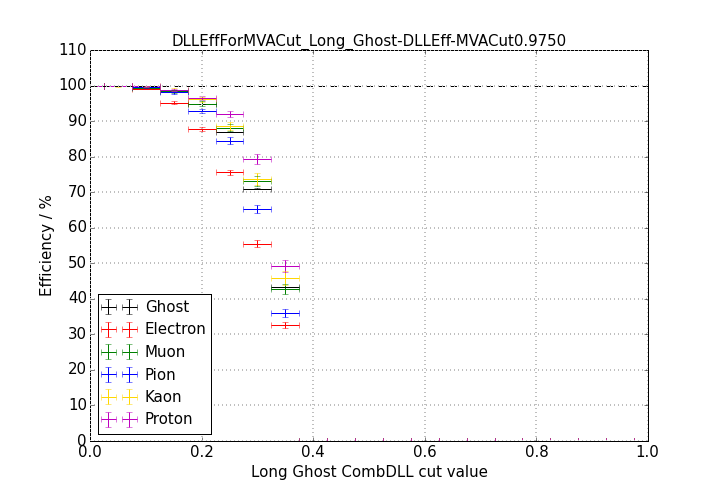 DLLEffForMVACut_Long_Ghost-DLLEff-MVACut0.9750
110
100
90
80
70
60
50
40
30
20
10
0
Efficiency / %
Ghost
Electron
Muon
Pion
Kaon
Proton
0.0 0.2 0.4 0.6 0.8 1.0
Long Ghost CombDLL cut value